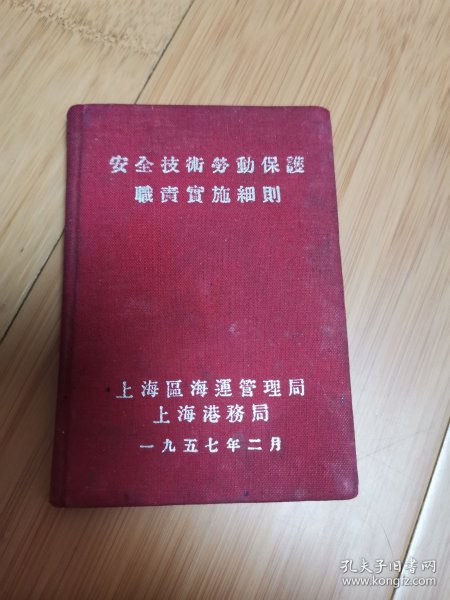 安全技術勞動保護
職責實施細則
上海區海運管理局
上海港務局
一九五七年二月
孔夫子旧书网
www.kongfz.com